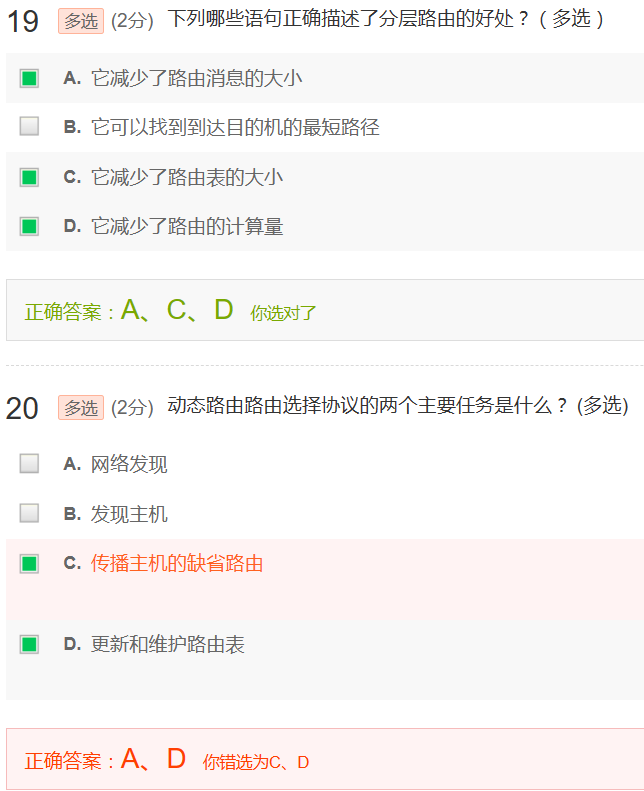 19 多选 (2分) 下列哪些语句正确描述了分层路由的好处？（多选）
A. 它减少了路由消息的大小
B. 它可以找到到达目的机的最短路径
C. 它减少了路由表的大小
D. 它减少了路由的计算量
正确答案：A、C、D 你选对了
20 多选 (2分) 动态路由路由选择协议的两个主要任务是什么？ (多选)
A. 网络发现
B. 发现主机
C. 传播主机的缺省路由
D. 更新和维护路由表
正确答案：A、D 你错选为C、D